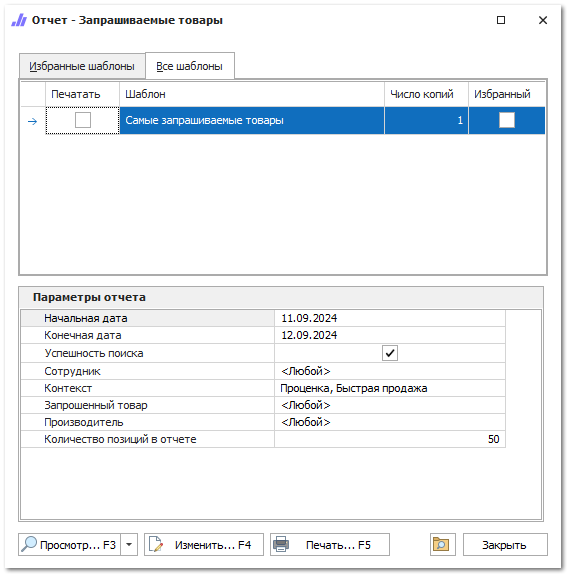 Отчет - Запрашиваемые товары
Избранные шаблоны Все шаблоны
Печатать Шаблон Число копий Избранный
Самые запрашиваемые товары 1
Параметры отчета
Начальная дата 11.09.2024
Конечная дата 12.09.2024
Успешность поиска
Сотрудник <Любой>
Контекст Проценка, Быстрая продажа
Запрошенный товар <Любой>
Производитель <Любой>
Количество позиций в отчете 50
Просмотр... F3 Изменить... F4 Печать... F5 Закрыть